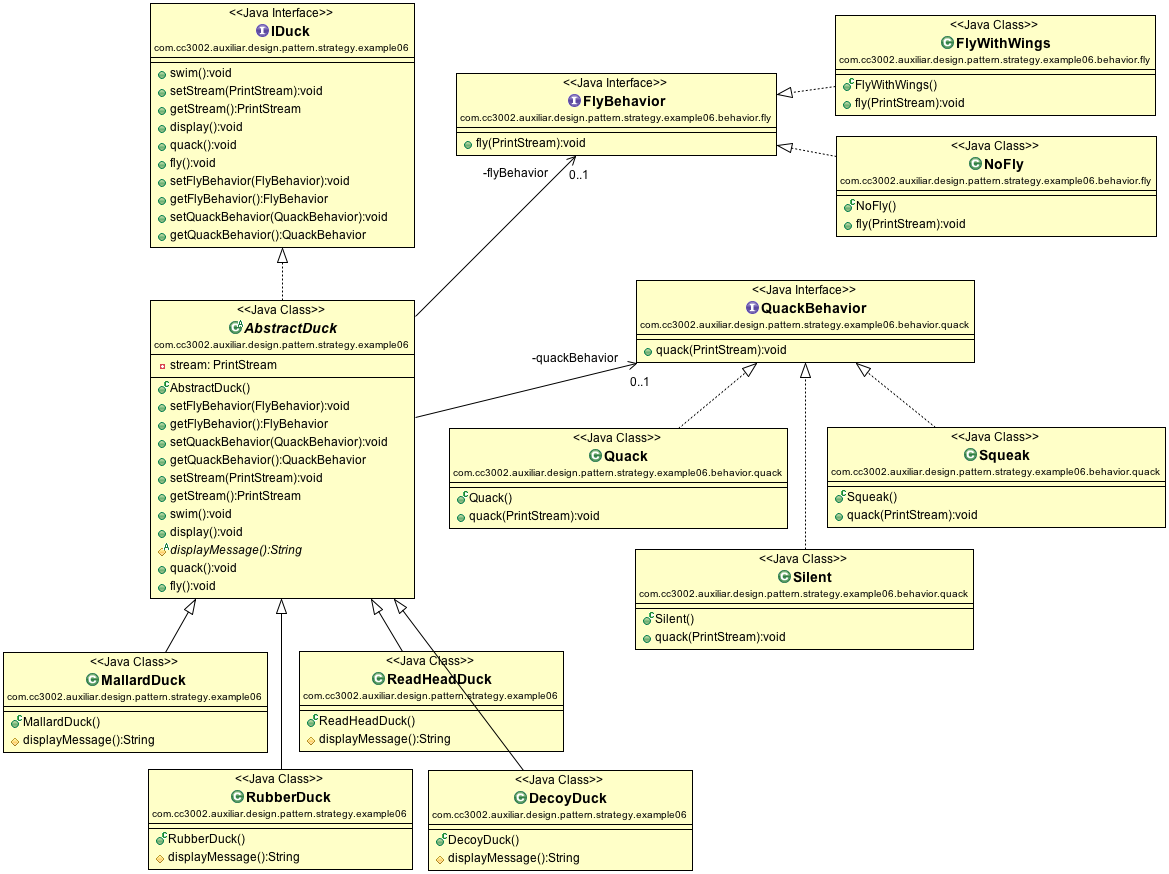 <<Java Interface>>
IDuck
com.cc3002.auxiliar.design.pattern.strategy.example06
swim():void
setStream(PrintStream):void
getStream():PrintStream
display():void
quack():void
fly():void
setFlyBehavior(FlyBehavior):void
getFlyBehavior():FlyBehavior
setQuackBehavior(QuackBehavior):void
getQuackBehavior():QuackBehavior
<<Java Interface>>
FlyBehavior
com.cc3002.auxiliar.design.pattern.strategy.example06.behavior.fly
fly(PrintStream):void
<<Java Class>>
FlyWithWings
com.cc3002.auxiliar.design.pattern.strategy.example06.behavior.fly
FlyWithWings()
fly(PrintStream):void
<<Java Class>>
NoFly
com.cc3002.auxiliar.design.pattern.strategy.example06.behavior.fly
NoFly()
fly(PrintStream):void
-flyBehavior
0..1
<<Java Class>>
AbstractDuck
com.cc3002.auxiliar.design.pattern.strategy.example06
stream: PrintStream
AbstractDuck()
setFlyBehavior(FlyBehavior):void
getFlyBehavior():FlyBehavior
setQuackBehavior(QuackBehavior):void
getQuackBehavior():QuackBehavior
setStream(PrintStream):void
getStream():PrintStream
swim():void
display():void
displayMessage():String
quack():void
fly():void
-quackBehavior
0..1
<<Java Interface>>
QuackBehavior
com.cc3002.auxiliar.design.pattern.strategy.example06.behavior.quack
quack(PrintStream):void
<<Java Class>>
Quack
com.cc3002.auxiliar.design.pattern.strategy.example06.behavior.quack
Quack()
quack(PrintStream):void
<<Java Class>>
Squeak
com.cc3002.auxiliar.design.pattern.strategy.example06.behavior.quack
Squeak()
quack(PrintStream):void
<<Java Class>>
Silent
com.cc3002.auxiliar.design.pattern.strategy.example06.behavior.quack
Silent()
quack(PrintStream):void
<<Java Class>>
MallardDuck
com.cc3002.auxiliar.design.pattern.strategy.example06
MallardDuck()
displayMessage():String
<<Java Class>>
ReadHeadDuck
com.cc3002.auxiliar.design.pattern.strategy.example06
ReadHeadDuck()
displayMessage():String
<<Java Class>>
RubberDuck
com.cc3002.auxiliar.design.pattern.strategy.example06
RubberDuck()
displayMessage():String
<<Java Class>>
DecoyDuck
com.cc3002.auxiliar.design.pattern.strategy.example06
DecoyDuck()
displayMessage():String